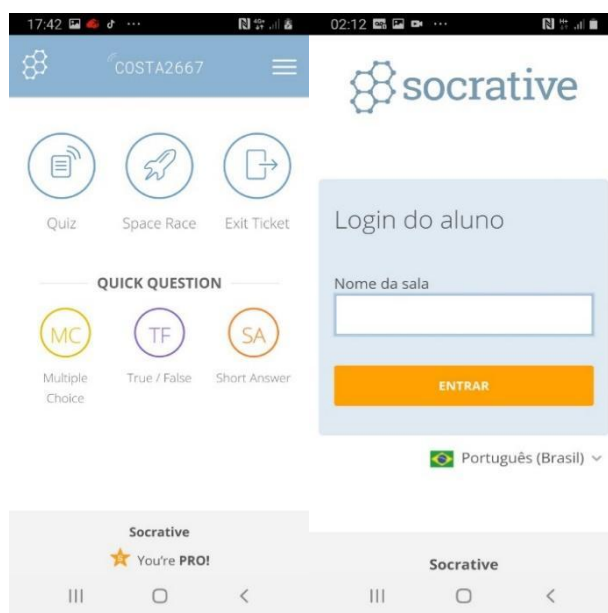 17:42
COSTA2667
Quiz Space Race Exit Ticket
QUICK QUESTION
MC TF SA
Multiple Choice True / False Short Answer
Socrative
You're PRO!
02:12
socrative
Login do aluno
Nome da sala
ENTRAR
Português (Brasil)
Socrative